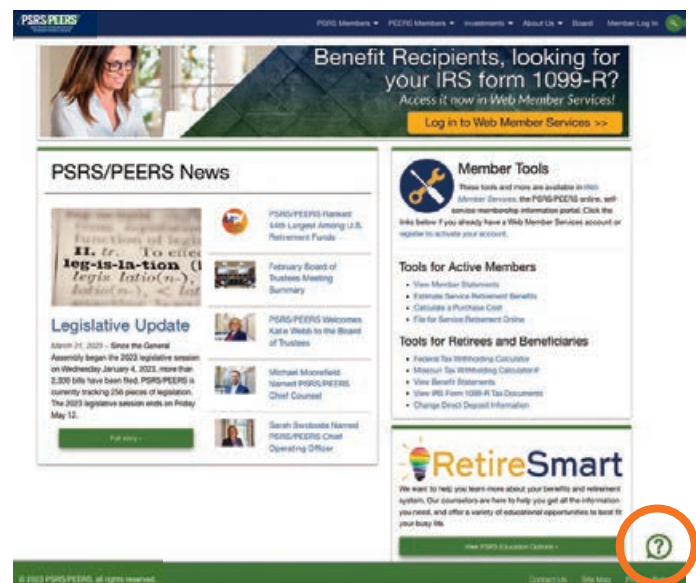 PSRS/PEERS
PSRS Members PEERS Members Investments About Us Board Member Log In
Benefit Recipients, looking for
your IRS form 1099-R?
Access it now in Web Member Services!
Log in to Web Member Services >>
PSRS/PEERS News
II. tr. To
leg·is·la·tion (l
legis latio(n-),
Legislative Update
March 21, 2023 – Since the General
Assembly began the 2023 legislative session
on Wednesday January 4, 2023, more than
2,300 bills have been filed. PSRS/PEERS is
currently tracking 256 pieces of legislation.
The 2023 legislative session ends on Friday
May 12.
Full story ›
PSRS/PEERS Ranked
44th Largest Among U.S.
Retirement Funds
February Board of
Trustees Meeting
Summary
PSRS/PEERS Welcomes
Katie Webb to the Board
of Trustees
Michael Moorefield
Named PSRS/PEERS
Chief Counsel
Sarah Swoboda Named
PSRS/PEERS Chief
Operating Officer
Member Tools
These tools and more are available in Web
Member Services, the PSRS/PEERS online, self-
service membership information portal. Click the
links below if you already have a Web Member Services account or
register to activate your account.
Tools for Active Members
• View Member Statements
• Estimate Service Retirement Benefits
• Calculate a Purchase Cost
• File for Service Retirement Online
Tools for Retirees and Beneficiaries
• Federal Tax Withholding Calculator
• Missouri Tax Withholding Calculator
• View Benefit Statements
• View IRS Form 1099-R Tax Documents
• Change Direct Deposit Information
RetireSmart
We want to help you learn more about your benefits and retirement
system. Our counselors are here to help you get all the information
you need, and offer a variety of educational opportunities to best fit
your busy life.
View PSRS Education Options ›
?
© 2023 PSRS/PEERS, all rights reserved.
Contact Us Site Map